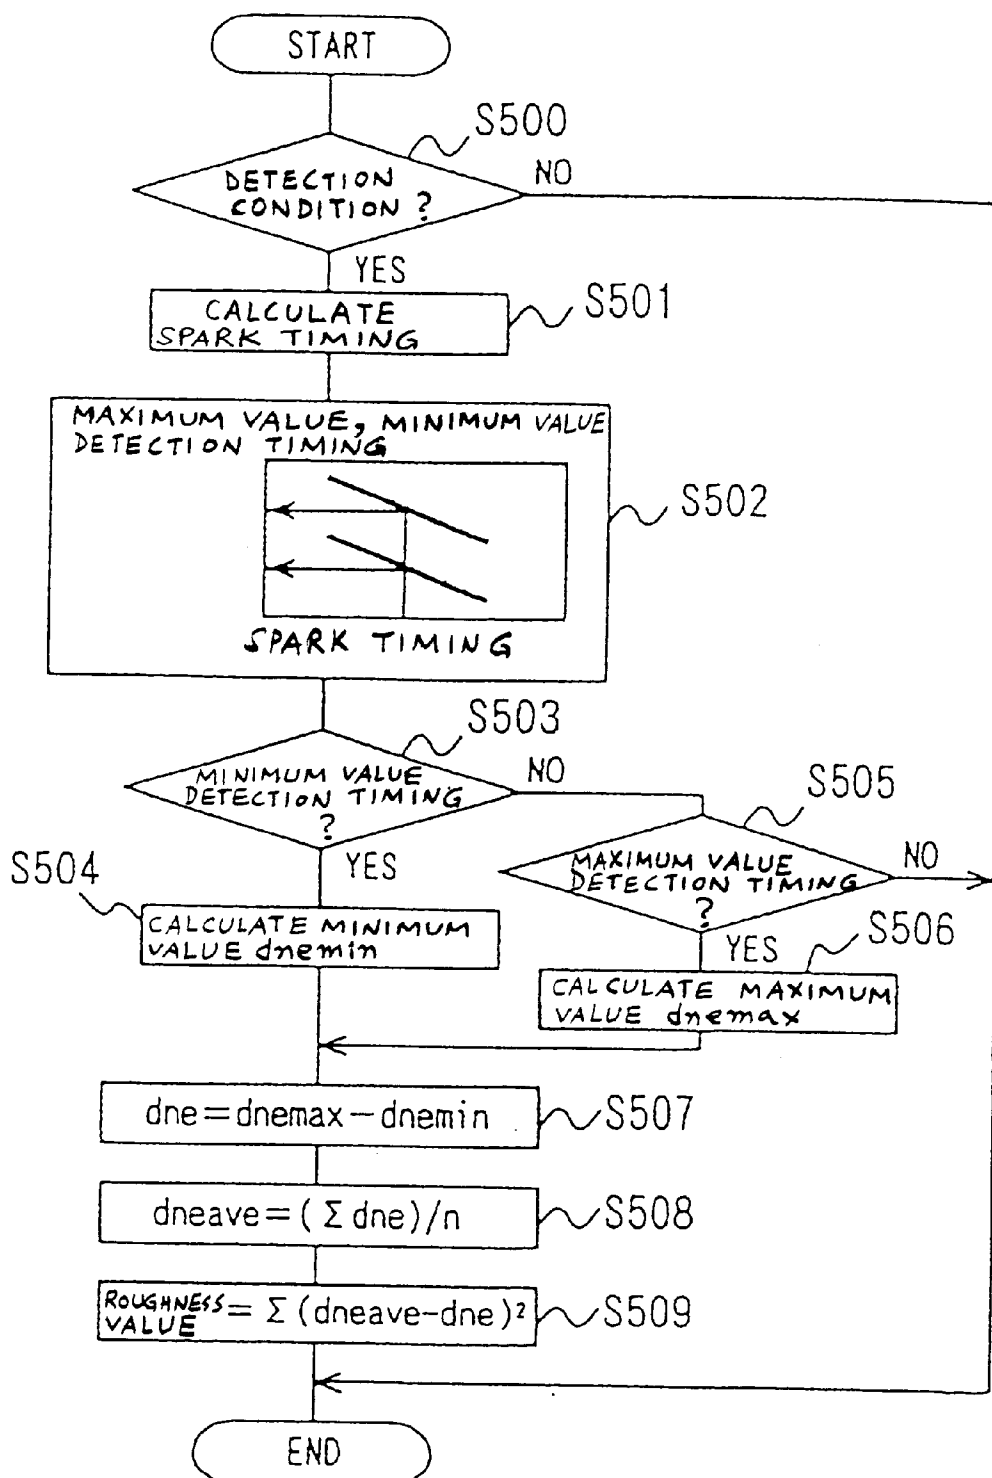 START
S500
DETECTION
CONDITION ?
NO
YES
CALCULATE
SPARK TIMING
S501
MAXIMUM VALUE, MINIMUM VALUE
DETECTION TIMING
S502
SPARK TIMING
S503
MINIMUM VALUE
DETECTION TIMING
?
NO
YES
S505
MAXIMUM VALUE
DETECTION TIMING
?
NO
YES
S504
CALCULATE MINIMUM
VALUE dnemin
S506
CALCULATE MAXIMUM
VALUE dnemax
dne=dnemax-dnemin
S507
dneave=(Σdne)/n
S508
ROUGHNESS
VALUE = Σ(dneave-dne)²
S509
END